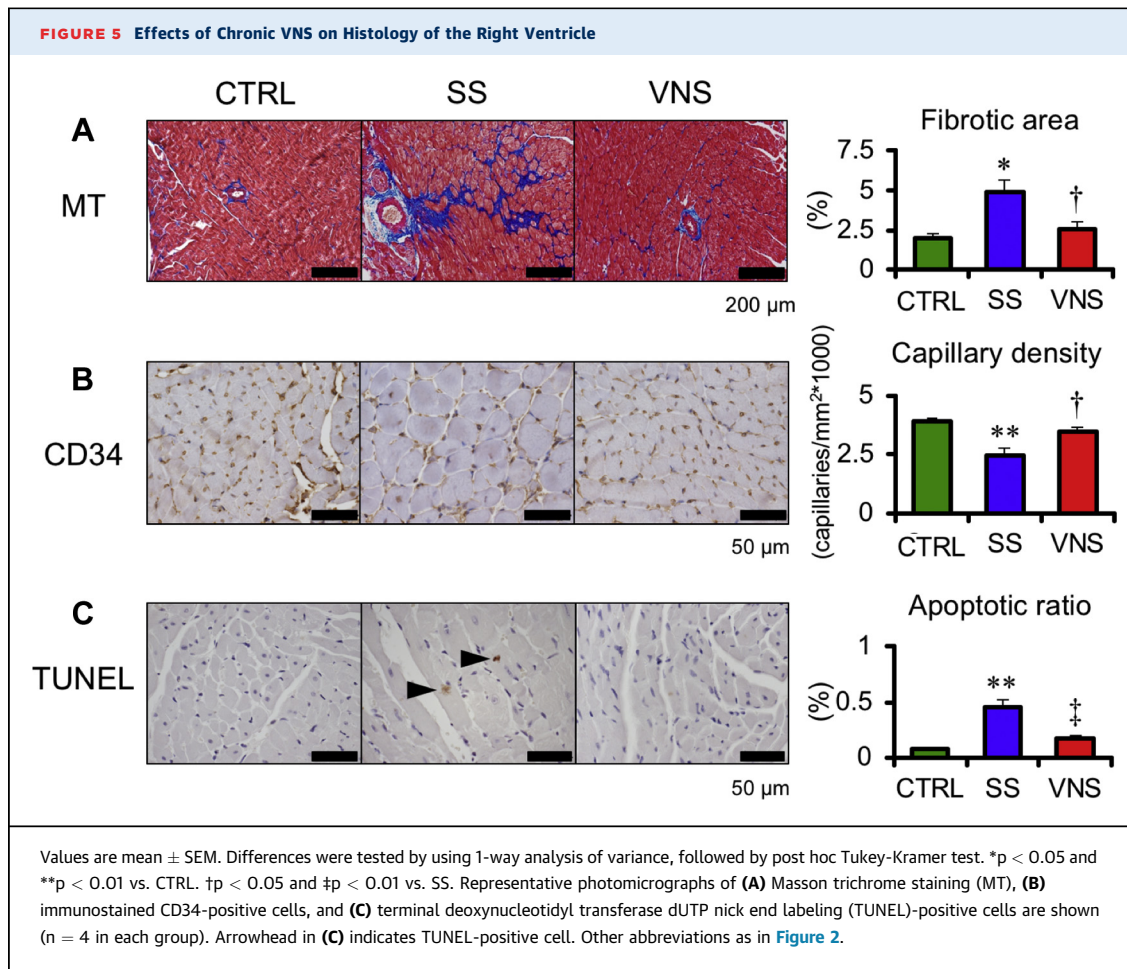 FIGURE 5 Effects of Chronic VNS on Histology of the Right Ventricle
CTRL SS VNS
A
MT
200 µm
Fibrotic area
(%)
7.5
5
2.5
0
*
†
CTRL SS VNS
B
CD34
50 µm
Capillary density
(capillaries/mm²*1000)
5
2.5
0
**
†
CTRL SS VNS
C
TUNEL
50 µm
Apoptotic ratio
(%)
1
0.5
0
**
‡
CTRL SS VNS
Values are mean ± SEM. Differences were tested by using 1-way analysis of variance, followed by post hoc Tukey-Kramer test. *p < 0.05 and
**p < 0.01 vs. CTRL. †p < 0.05 and ‡p < 0.01 vs. SS. Representative photomicrographs of (A) Masson trichrome staining (MT), (B)
immunostained CD34-positive cells, and (C) terminal deoxynucleotidyl transferase dUTP nick end labeling (TUNEL)-positive cells are shown
(n = 4 in each group). Arrowhead in (C) indicates TUNEL-positive cell. Other abbreviations as in Figure 2.